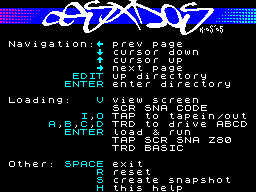 Navigation: ← prev page
↓ cursor down
↑ cursor up
→ next page
EDIT up directory
ENTER enter directory
Loading: V view screen
SCR SNA CODE
I,O TAP to tapein/out
A,B,C,D TRD to drive ABCD
ENTER load & run
TAP SCR SNA Z80
TRD BASIC
Other: SPACE exit
R reset
S create snapshot
H this help